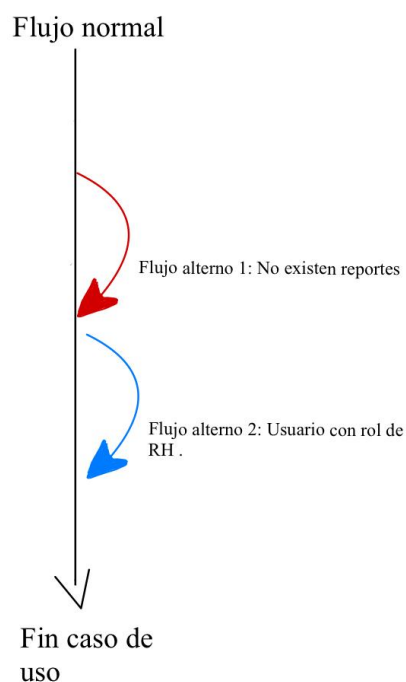 Flujo normal
Flujo alterno 1: No existen reportes
Flujo alterno 2: Usuario con rol de
RH .
Fin caso de
uso